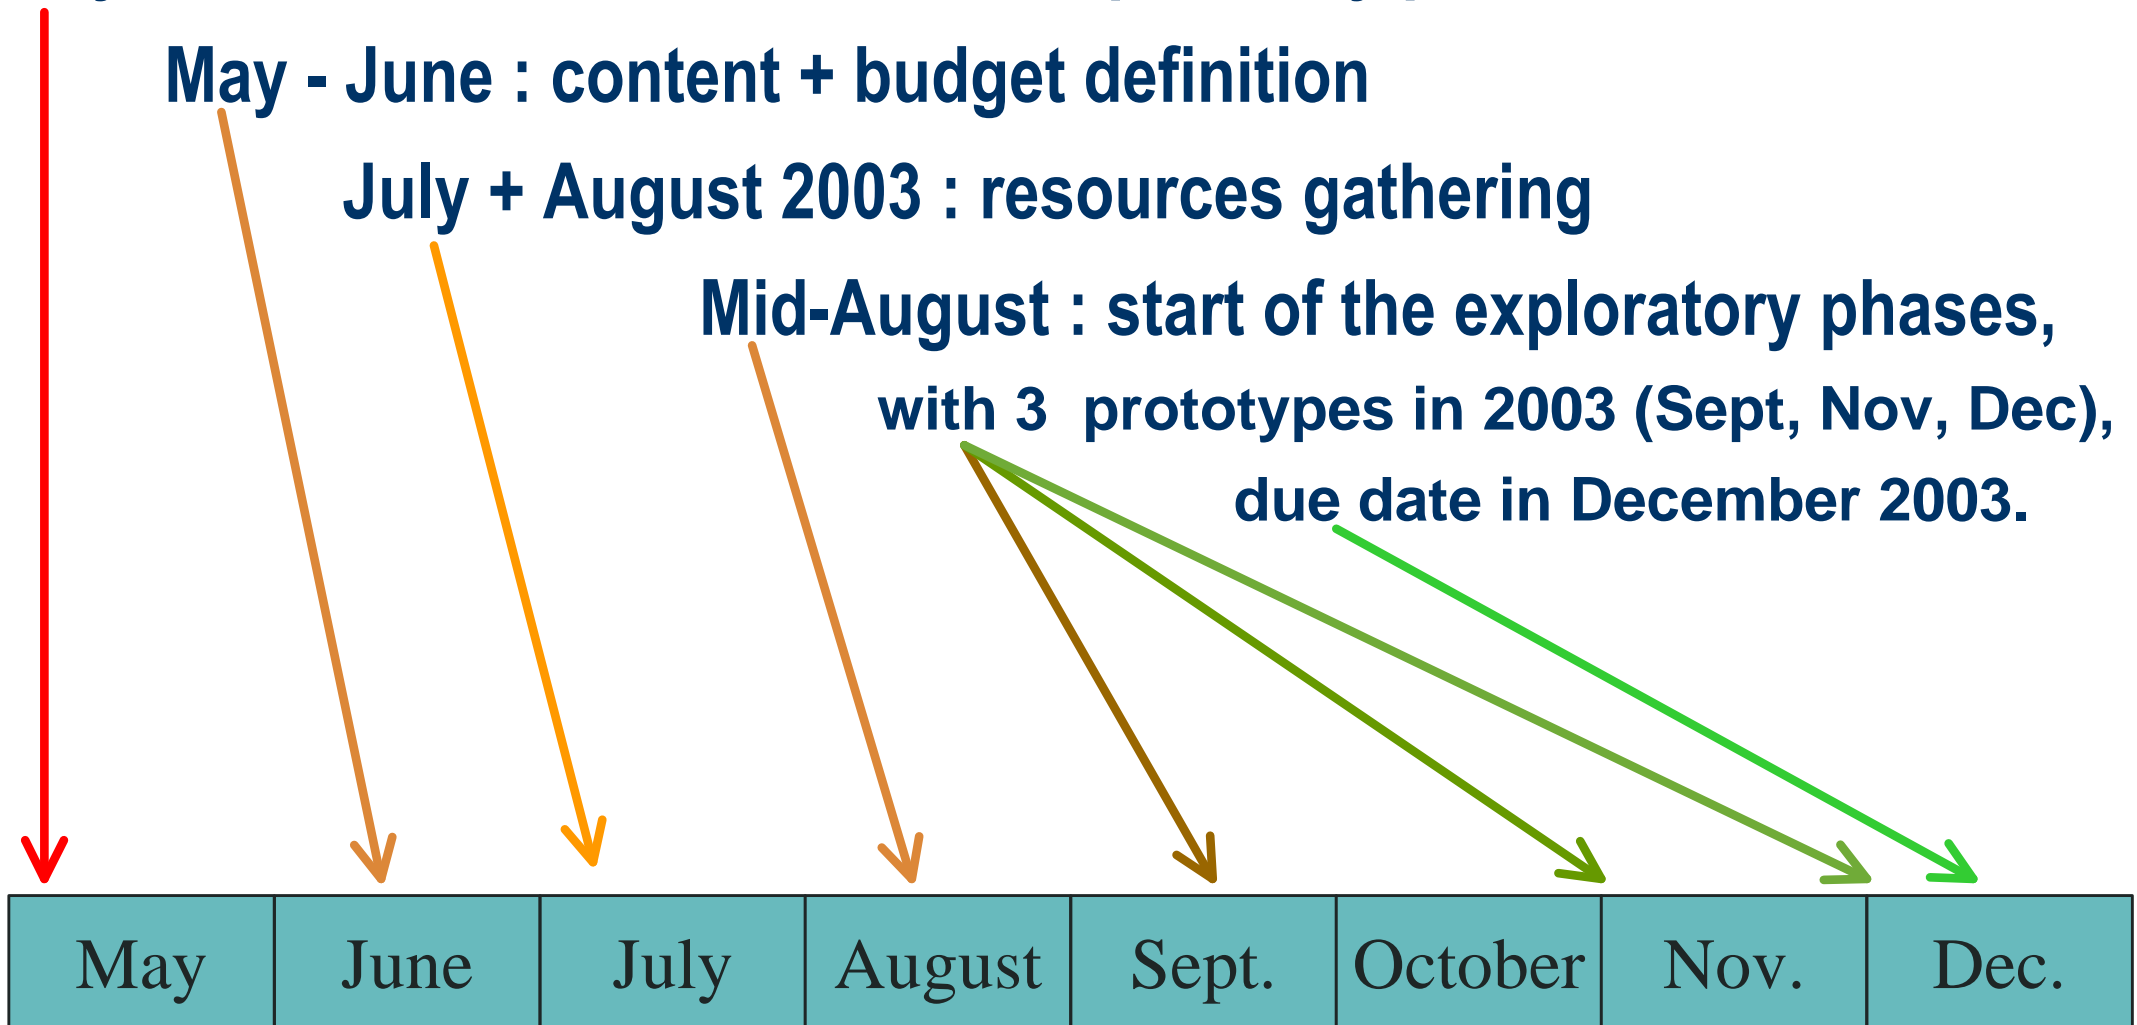 May - June : content + budget definition
July + August 2003 : resources gathering
Mid-August : start of the exploratory phases,
with 3 prototypes in 2003 (Sept, Nov, Dec),
due date in December 2003.
May June July August Sept. October Nov. Dec.